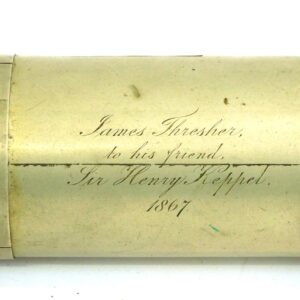 James Thresher,
to his friend,
Sir Henry Keppel.
1867